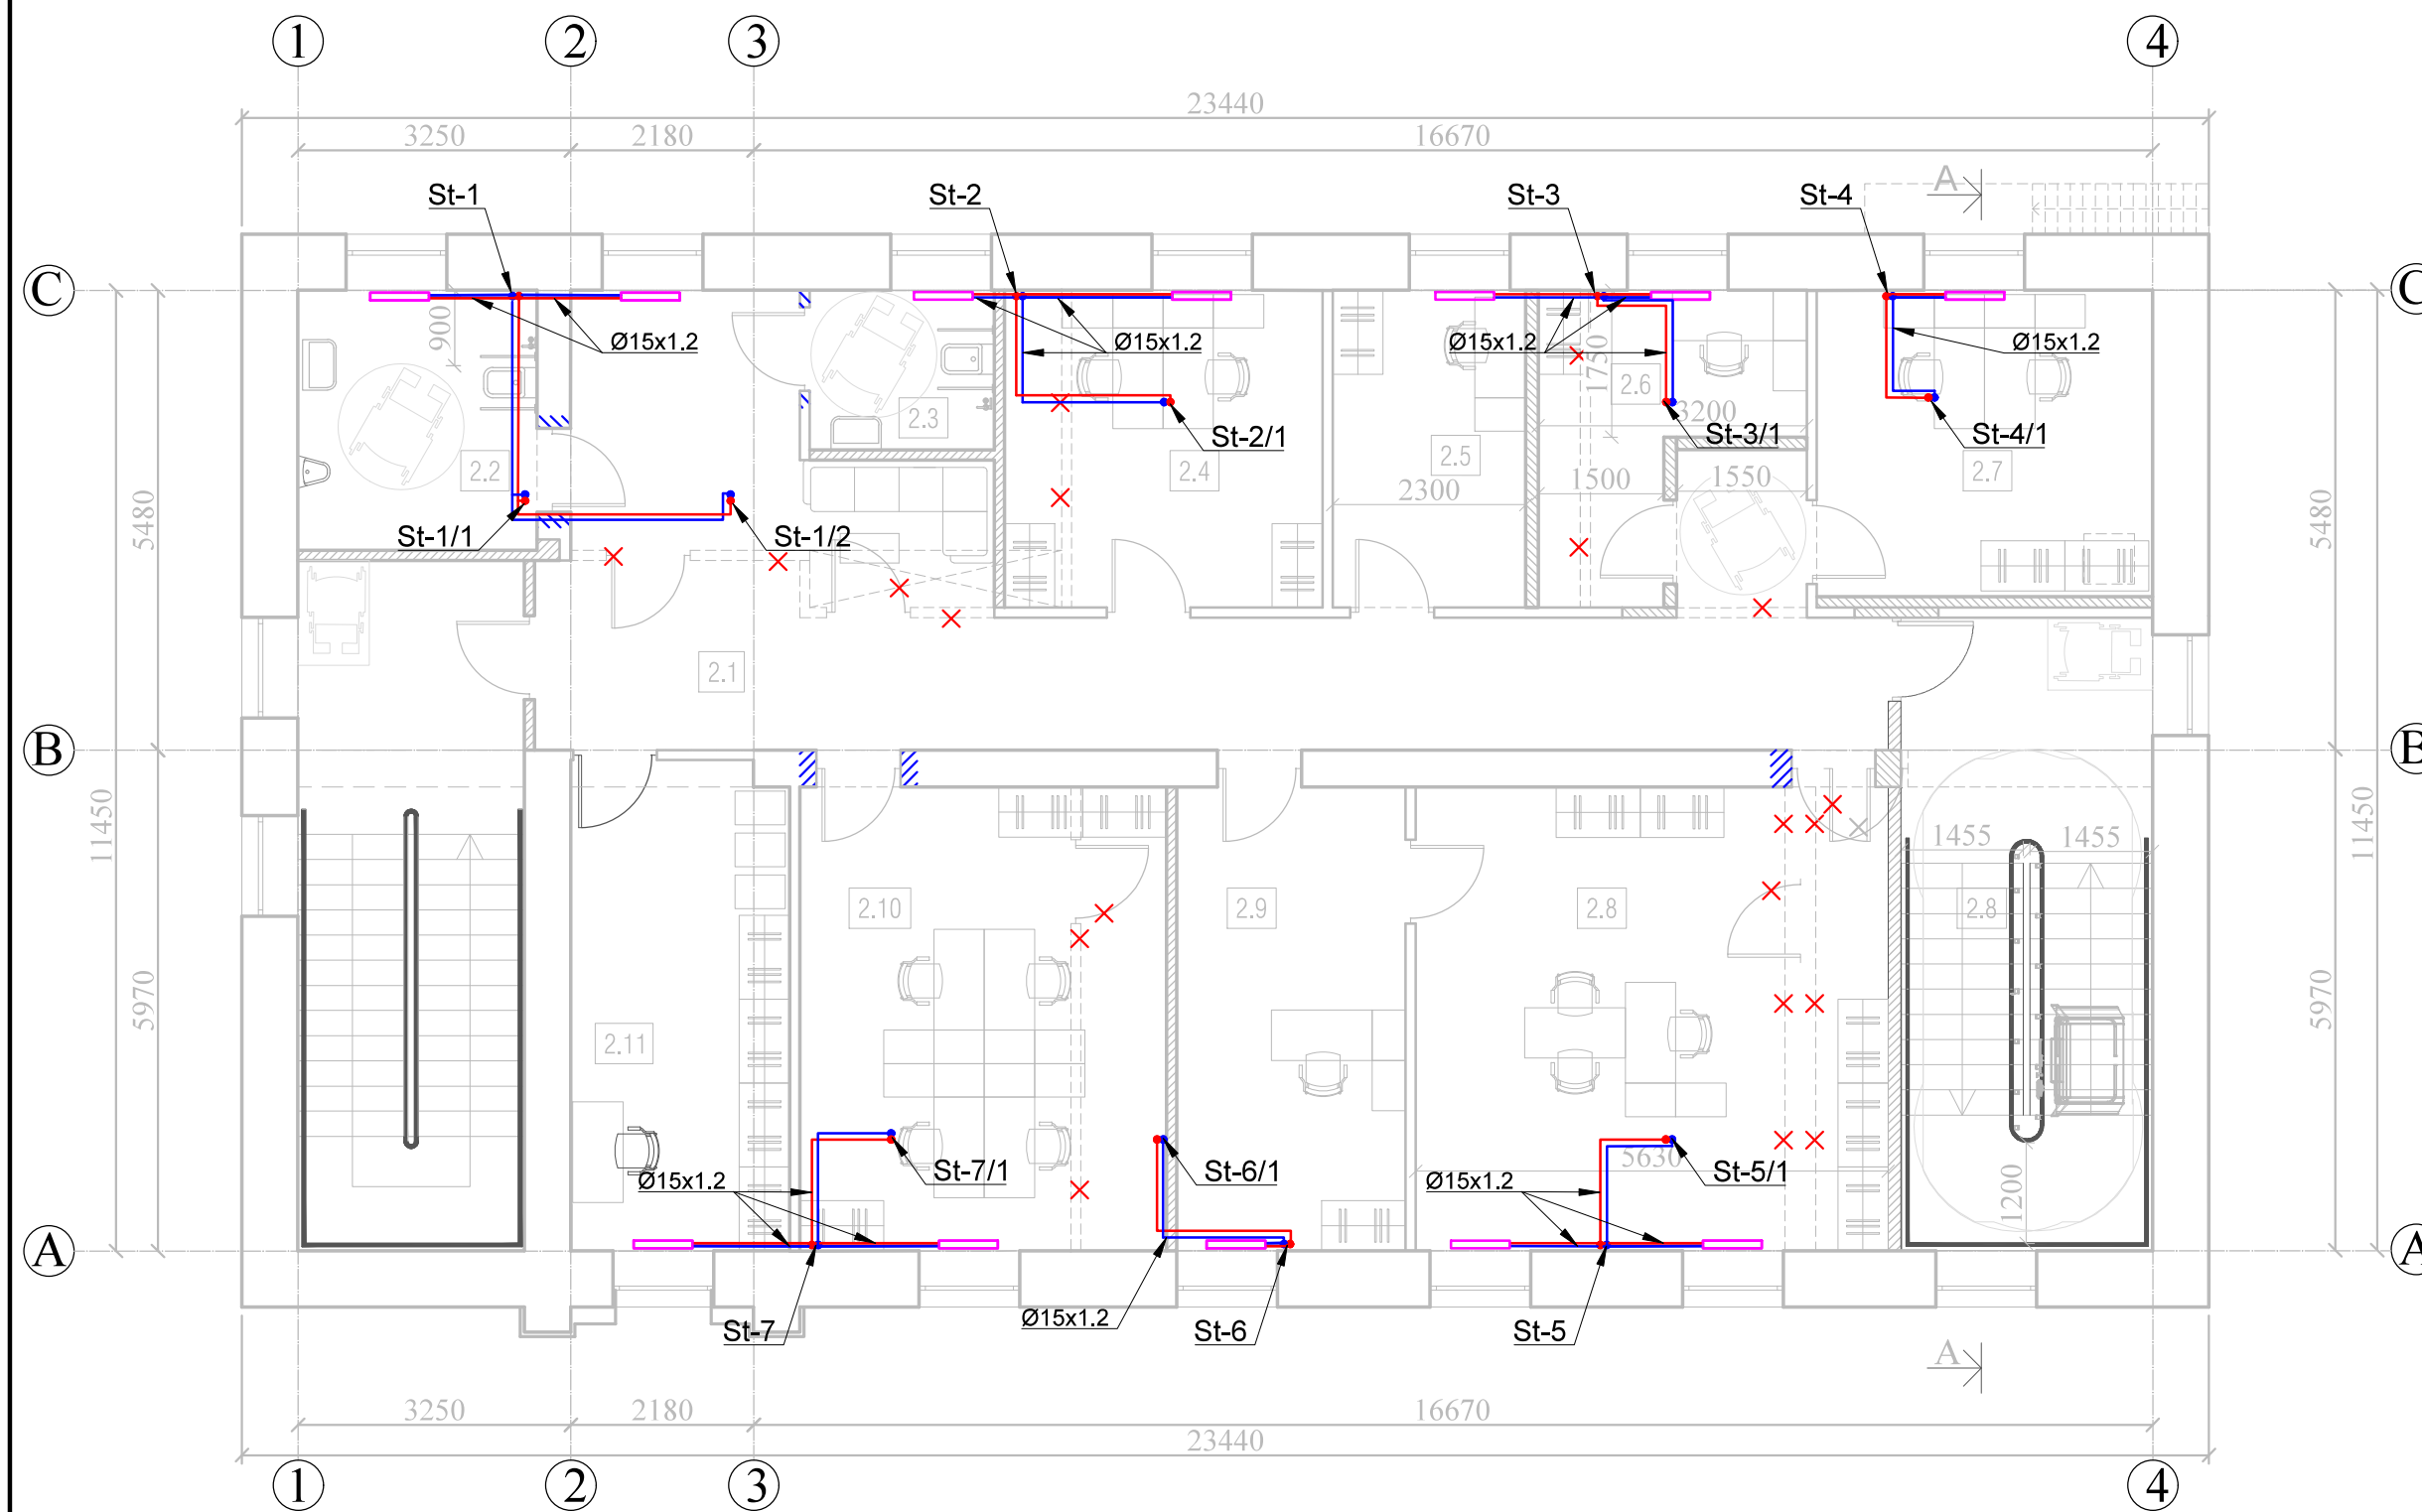 1
2
3
4
23440
3250
2180
16670
St-1
St-2
St-3
St-4
A
C
C
900
Ø15x1.2
Ø15x1.2
Ø15x1.2
1750
Ø15x1.2
2.6
2.3
3200
St-2/1
St-3/1
St-4/1
2.2
2.4
2.5
2.7
1500
1550
2300
5480
5480
St-1/1
St-1/2
2.1
B
B
11450
11450
1455
1455
2.10
2.9
2.8
2.8
5970
5970
2.11
St-7/1
St-6/1
St-5/1
5630
Ø15x1.2
Ø15x1.2
1200
A
A
Ø15x1.2
St-7
St-6
St-5
A
3250
2180
16670
23440
1
2
3
4